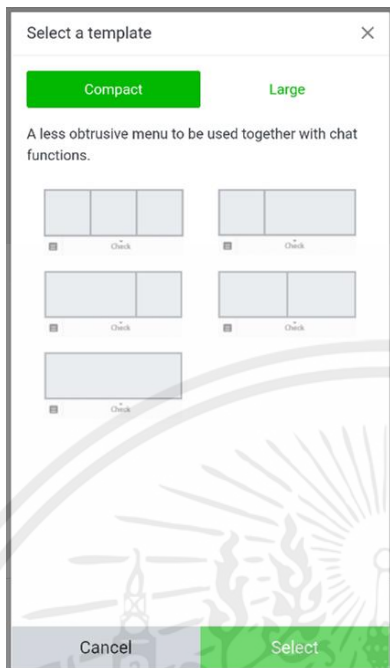 Select a template
Compact
Large
A less obtrusive menu to be used together with chat
functions.
Check
Check
Check
Check
Check
Cancel
Select